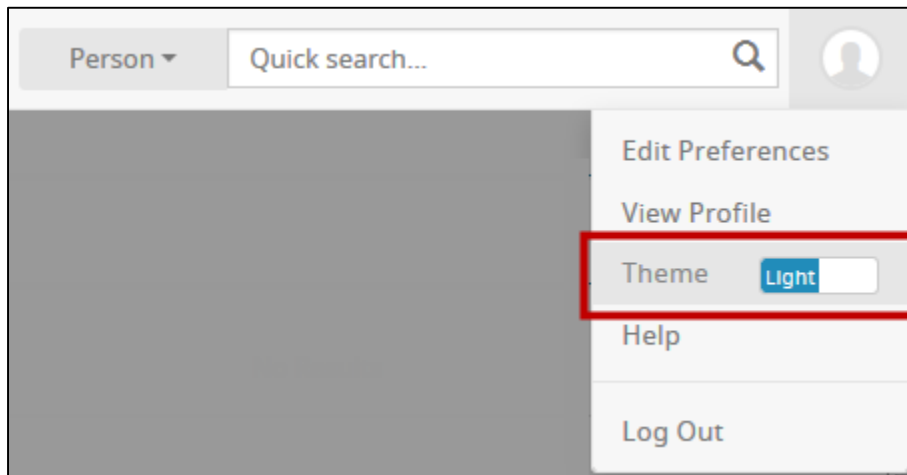 Person
Quick search...
Edit Preferences
View Profile
Theme Light
Help
Log Out